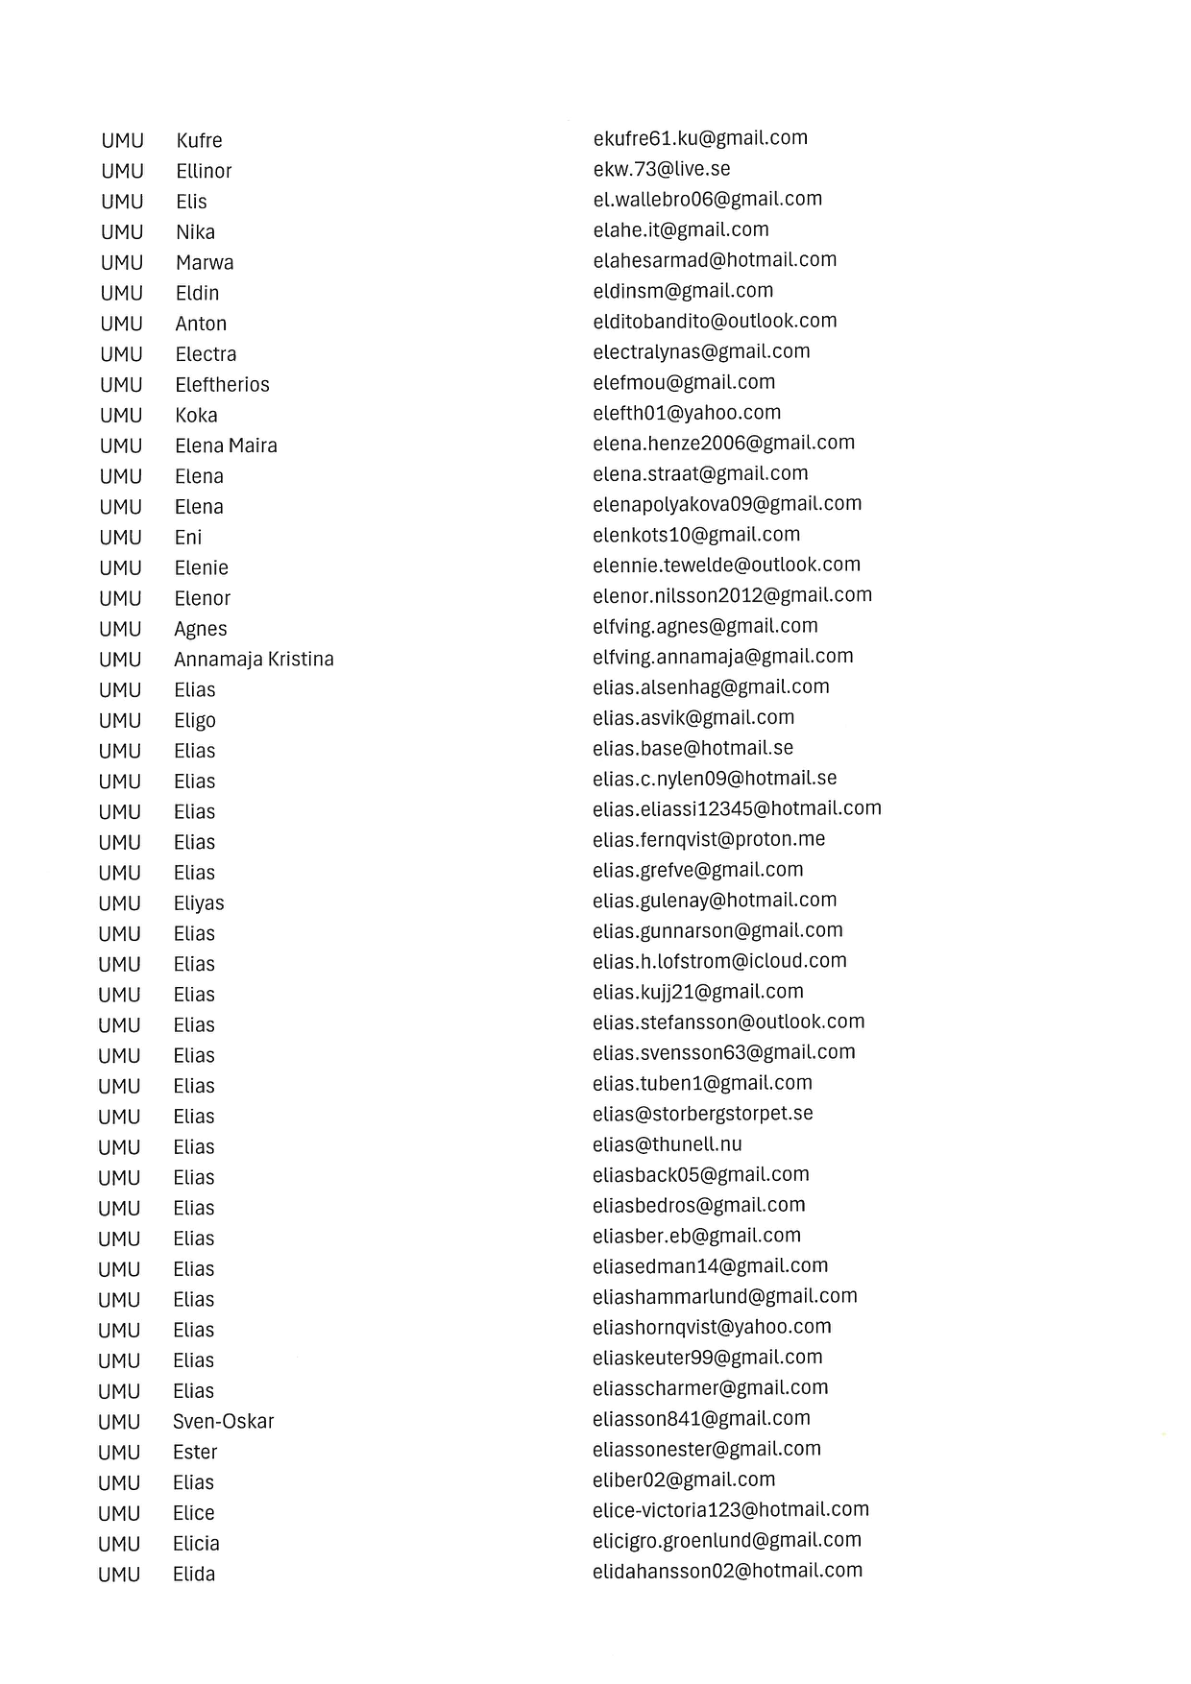 UMU Kufre ekufre61.ku@gmail.com
UMU Ellinor ekw.73@live.se
UMU Elis el.wallebro06@gmail.com
UMU Nika elahe.it@gmail.com
UMU Marwa elahesarmad@hotmail.com
UMU Eldin eldinsm@gmail.com
UMU Anton elditobandito@outlook.com
UMU Electra electralynas@gmail.com
UMU Eleftherios elefmou@gmail.com
UMU Koka elefth01@yahoo.com
UMU Elena Maira elena.henze2006@gmail.com
UMU Elena elena.straat@gmail.com
UMU Elena elenapolyakova09@gmail.com
UMU Eni elenkots10@gmail.com
UMU Elenie elennie.tewelde@outlook.com
UMU Elenor elenor.nilsson2012@gmail.com
UMU Agnes elfving.agnes@gmail.com
UMU Annamaja Kristina elfving.annamaja@gmail.com
UMU Elias elias.alsenhag@gmail.com
UMU Eligo elias.asvik@gmail.com
UMU Elias elias.base@hotmail.se
UMU Elias elias.c.nylen09@hotmail.se
UMU Elias elias.eliassi12345@hotmail.com
UMU Elias elias.fernqvist@proton.me
UMU Elias elias.grefve@gmail.com
UMU Eliyas elias.gulenay@hotmail.com
UMU Elias elias.gunnarson@gmail.com
UMU Elias elias.h.lofstrom@icloud.com
UMU Elias elias.kujj21@gmail.com
UMU Elias elias.stefansson@outlook.com
UMU Elias elias.svensson63@gmail.com
UMU Elias elias.tuben1@gmail.com
UMU Elias elias@storbergstorpet.se
UMU Elias elias@thunell.nu
UMU Elias eliasback05@gmail.com
UMU Elias eliasbedros@gmail.com
UMU Elias eliasber.eb@gmail.com
UMU Elias eliasedman14@gmail.com
UMU Elias eliashammarlund@gmail.com
UMU Elias eliashornqvist@yahoo.com
UMU Elias eliaskeuter99@gmail.com
UMU Elias eliasscharmer@gmail.com
UMU Sven-Oskar eliasson841@gmail.com
UMU Ester eliassonester@gmail.com
UMU Elias eliber02@gmail.com
UMU Elice elice-victoria123@hotmail.com
UMU Elicia elicigro.groenlund@gmail.com
UMU Elida elidahansson02@hotmail.com